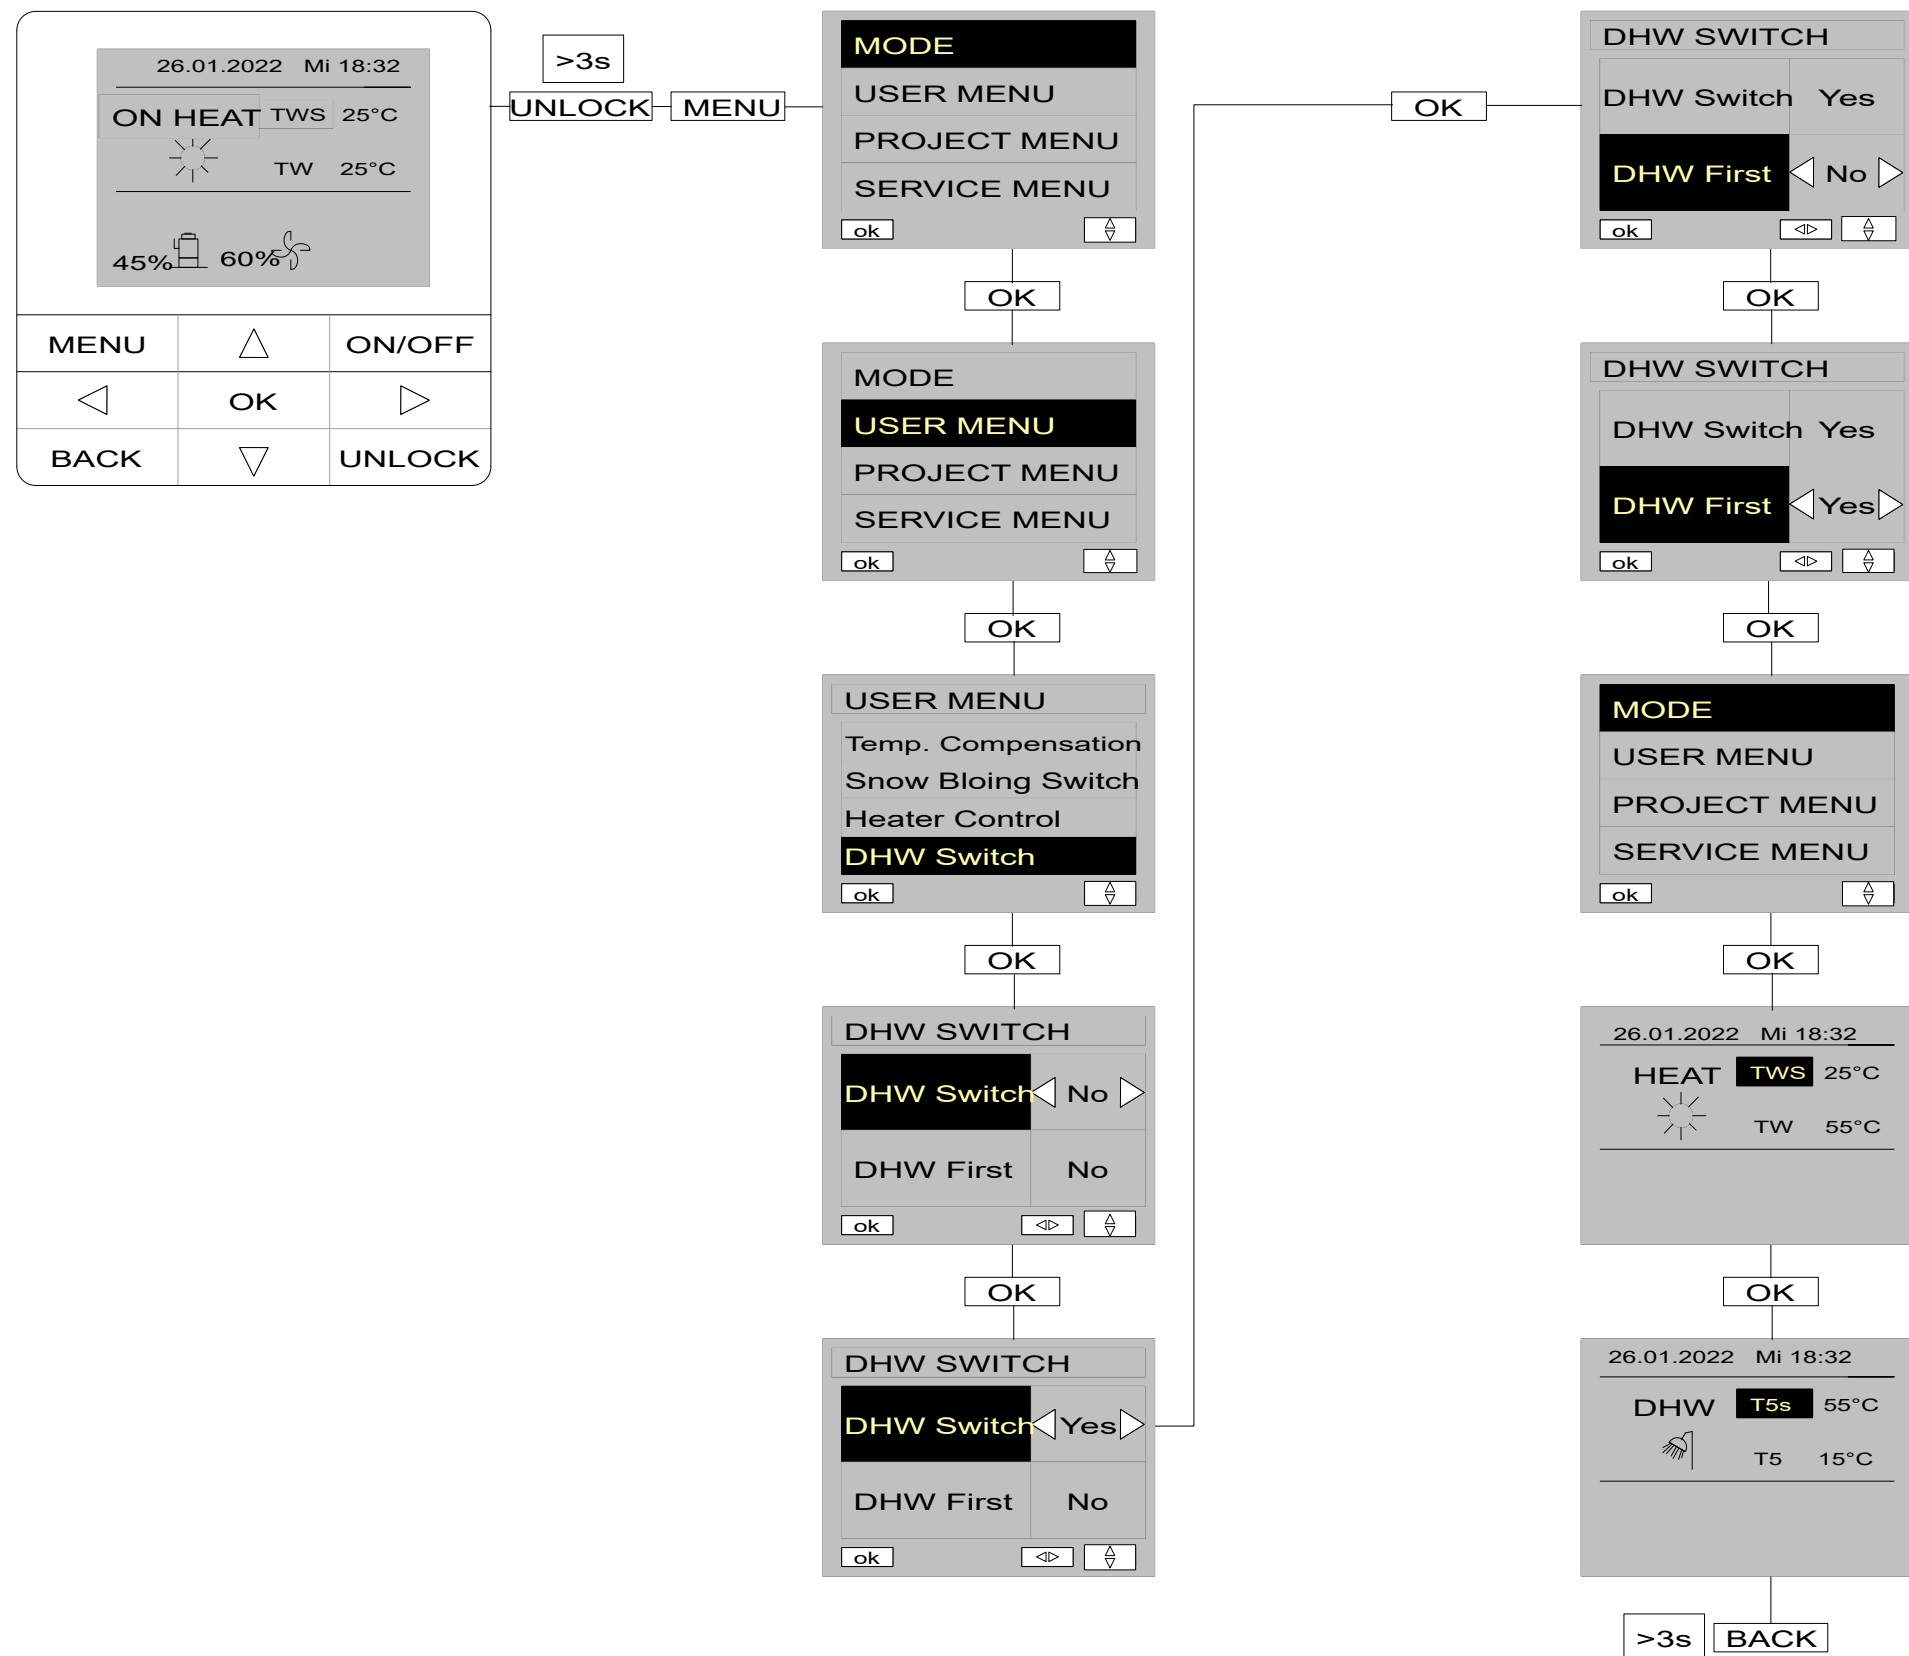 26.01.2022 Mi 18:32
ON HEAT TWS 25°C
TW 25°C
45% 60%
MENU ON/OFF
OK
BACK UNLOCK
>3s
UNLOCK MENU
MODE
USER MENU
PROJECT MENU
SERVICE MENU
ok
OK
MODE
USER MENU
PROJECT MENU
SERVICE MENU
ok
OK
USER MENU
Temp. Compensation
Snow Bloing Switch
Heater Control
DHW Switch
ok
OK
DHW SWITCH
DHW Switch No
DHW First No
ok
OK
DHW SWITCH
DHW Switch Yes
DHW First No
ok
OK
DHW SWITCH
DHW Switch Yes
DHW First No
ok
OK
DHW SWITCH
DHW Switch Yes
DHW First Yes
ok
OK
MODE
USER MENU
PROJECT MENU
SERVICE MENU
ok
OK
26.01.2022 Mi 18:32
HEAT TWS 25°C
TW 55°C
OK
26.01.2022 Mi 18:32
DHW T5s 55°C
T5 15°C
>3s BACK